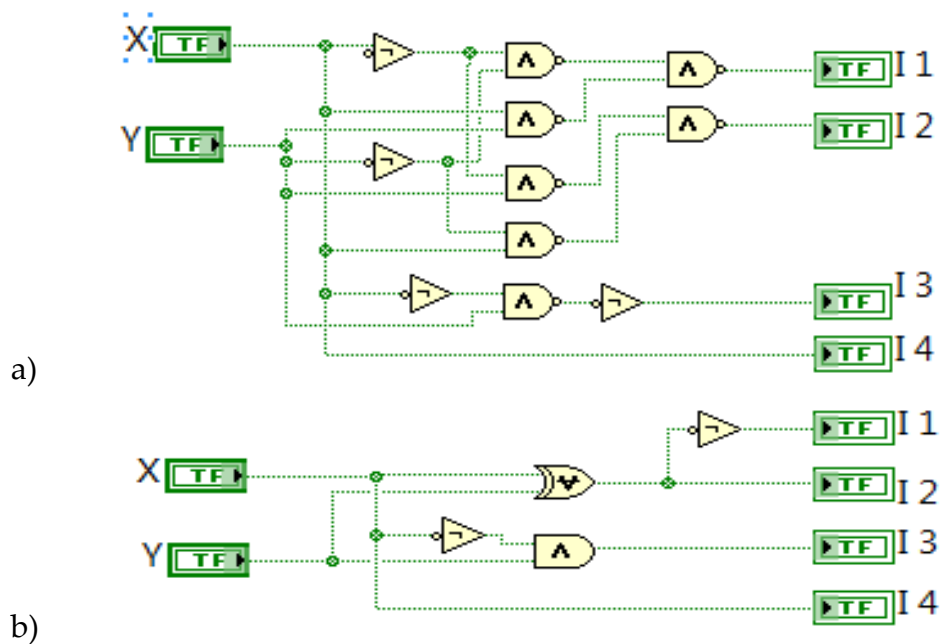 X TF
I 1 TF
Y TF
I 2 TF
¬
∧
∧
∧
¬
∧
∧
∧
¬
∧
¬
I 3 TF
I 4 TF
a)
X TF
Y TF
¬
I 1 TF
∨
I 2 TF
¬
∧
I 3 TF
I 4 TF
b)